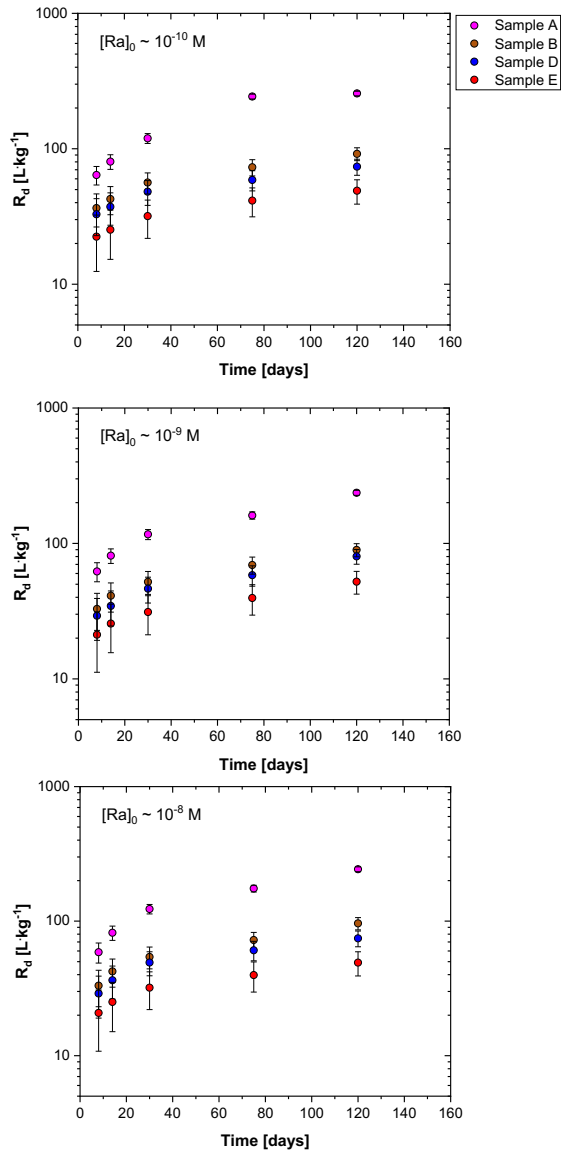 1000
[Ra]0 ~ 10-10 M
Sample A
Sample B
Sample D
Sample E
100
10
Rd [L·kg-1]
0 20 40 60 80 100 120 140 160
Time [days]
1000
[Ra]0 ~ 10-9 M
100
10
Rd [L·kg-1]
0 20 40 60 80 100 120 140 160
Time [days]
1000
[Ra]0 ~ 10-8 M
100
10
Rd [L·kg-1]
0 20 40 60 80 100 120 140 160
Time [days]